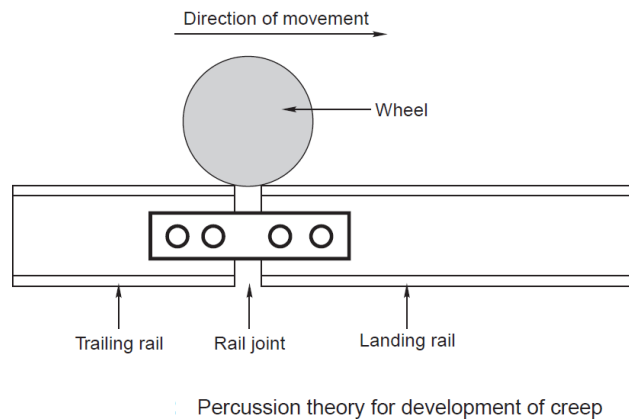 Direction of movement
Wheel
Trailing rail
Rail joint
Landing rail
: Percussion theory for development of creep